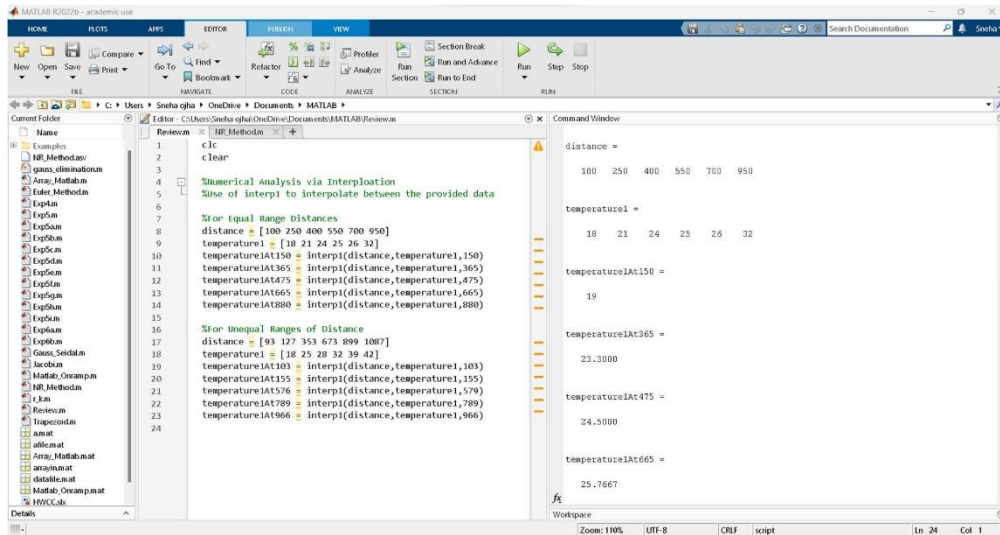 MATLAB R2022b - academic use
HOME PLOTS APPS EDITOR PUBLISH VIEW
Search Documentation Sneha
New Open Save Compare Print
Go To Find Bookmark
Refactor Profiler Analyze
Run Section Section Break Run and Advance Run to End
Run Step Stop
FILE NAVIGATE CODE ANALYZE SECTION RUN
C: Users Sneha ojha OneDrive Documents MATLAB
Current Folder
Name
Examples
NR_Method.asv
gauss_elimination.m
Array_Matlab.m
Euler_Method.m
Exp4.m
Exp5.m
Exp5a.m
Exp5b.m
Exp5c.m
Exp5d.m
Exp5e.m
Exp5f.m
Exp5g.m
Exp5h.m
Exp5i.m
Exp6a.m
Exp6b.m
Gauss_Seidal.m
Jacobi.m
Matlab_Onramp.m
NR_Method.m
r_k.m
Review.m
Trapezoid.m
a.mat
afile.mat
Array_Matlab.mat
arrayin.mat
datafile.mat
Matlab_Onramp.mat
HWCC.slx
Details
Editor - C:\Users\Sneha ojha\OneDrive\Documents\MATLAB\Review.m
Review.m NR_Method.m +
1 clc
2 clear
3
4 %Numerical Analysis via Interploation
5 %Use of interp1 to interpolate between the provided data
6
7 %For Equal Range Distances
8 distance = [100 250 400 550 700 950]
9 temperature1 = [18 21 24 25 26 32]
10 temperature1At150 = interp1(distance,temperature1,150)
11 temperature1At365 = interp1(distance,temperature1,365)
12 temperature1At475 = interp1(distance,temperature1,475)
13 temperature1At665 = interp1(distance,temperature1,665)
14 temperature1At880 = interp1(distance,temperature1,880)
15
16 %For Unequal Ranges of Distance
17 distance = [93 127 353 673 899 1087]
18 temperature1 = [18 25 28 32 39 42]
19 temperature1At103 = interp1(distance,temperature1,103)
20 temperature1At155 = interp1(distance,temperature1,155)
21 temperature1At576 = interp1(distance,temperature1,579)
22 temperature1At789 = interp1(distance,temperature1,789)
23 temperature1At966 = interp1(distance,temperature1,966)
24
Command Window
distance =
100 250 400 550 700 950
temperature1 =
18 21 24 25 26 32
temperature1At150 =
19
temperature1At365 =
23.3000
temperature1At475 =
24.5000
temperature1At665 =
25.7667
fx
Workspace
Zoom: 110% UTF-8 CRLF script Ln 24 Col 1